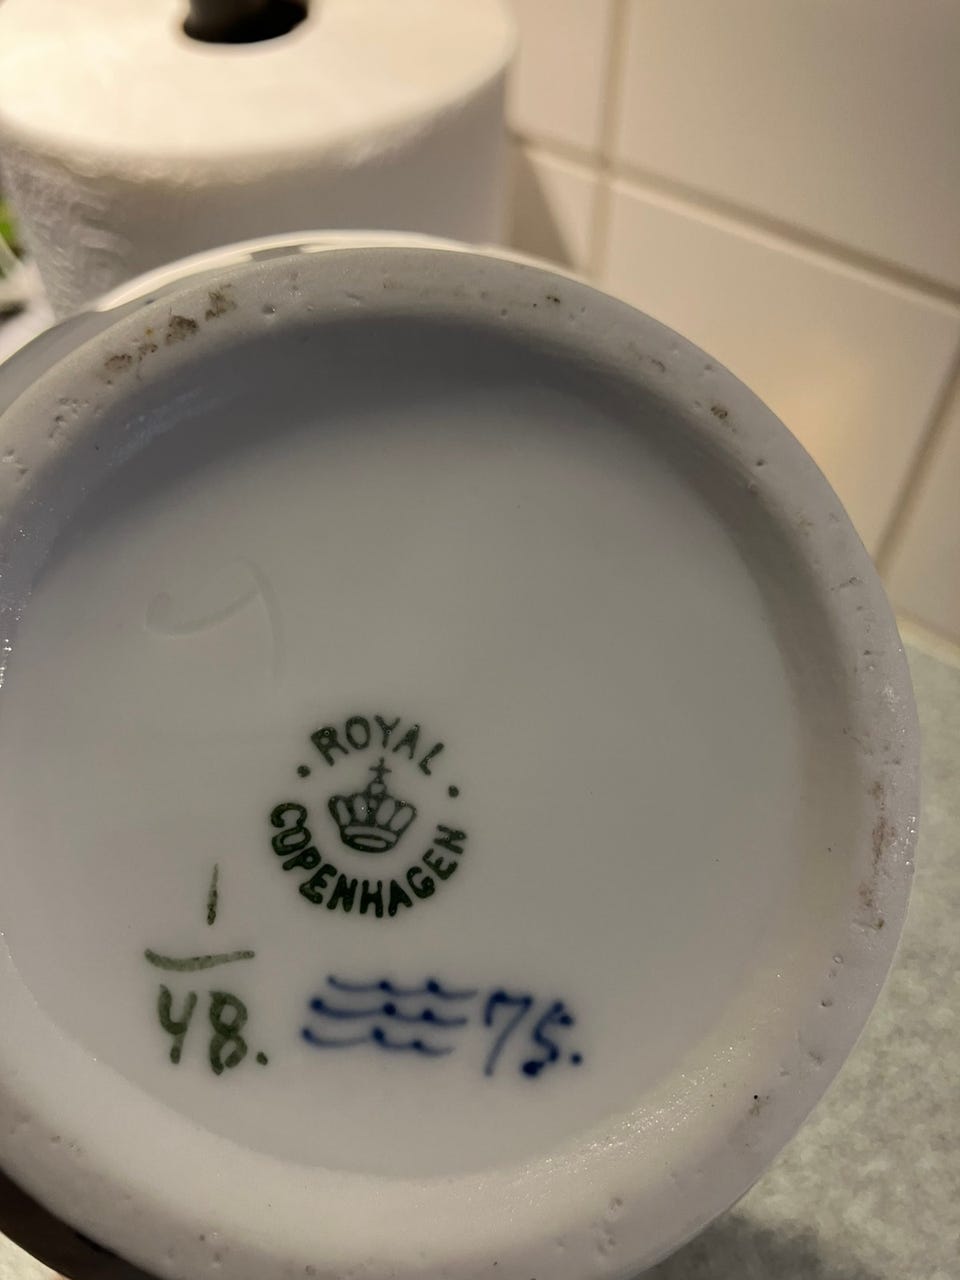 ROYAL
COPENHAGEN
1
48. 75.